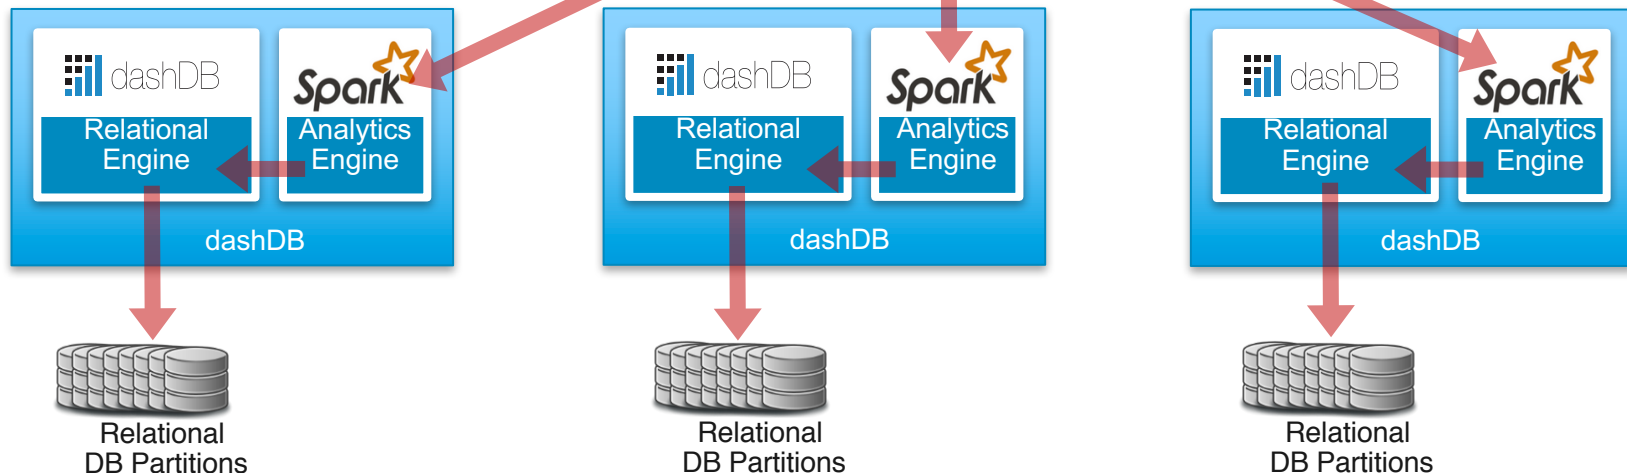 dashDB
Spark
Relational
Engine
Analytics
Engine
dashDB
Relational
DB Partitions
dashDB
Spark
Relational
Engine
Analytics
Engine
dashDB
Relational
DB Partitions
dashDB
Spark
Relational
Engine
Analytics
Engine
dashDB
Relational
DB Partitions